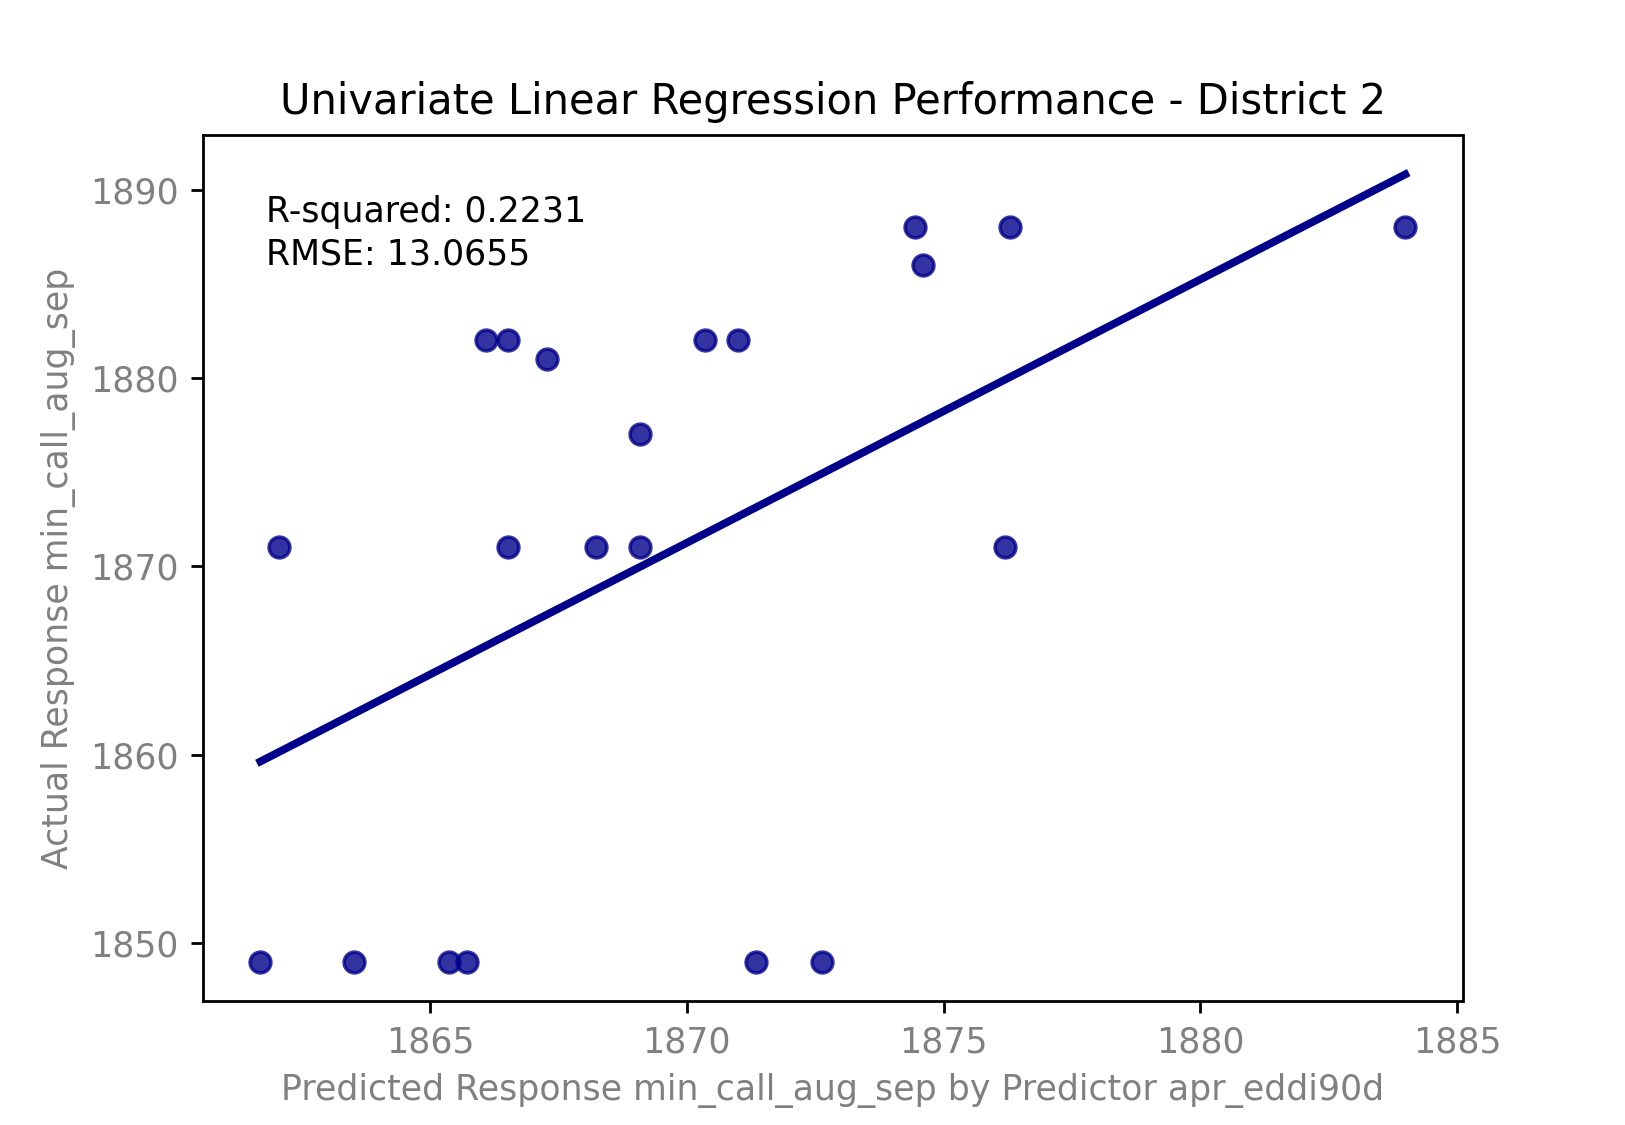 Univariate Linear Regression Performance - District 2
R-squared: 0.2231
RMSE: 13.0655
Actual Response min_call_aug_sep
1890
1880
1870
1860
1850
1865 1870 1875 1880 1885
Predicted Response min_call_aug_sep by Predictor apr_eddi90d